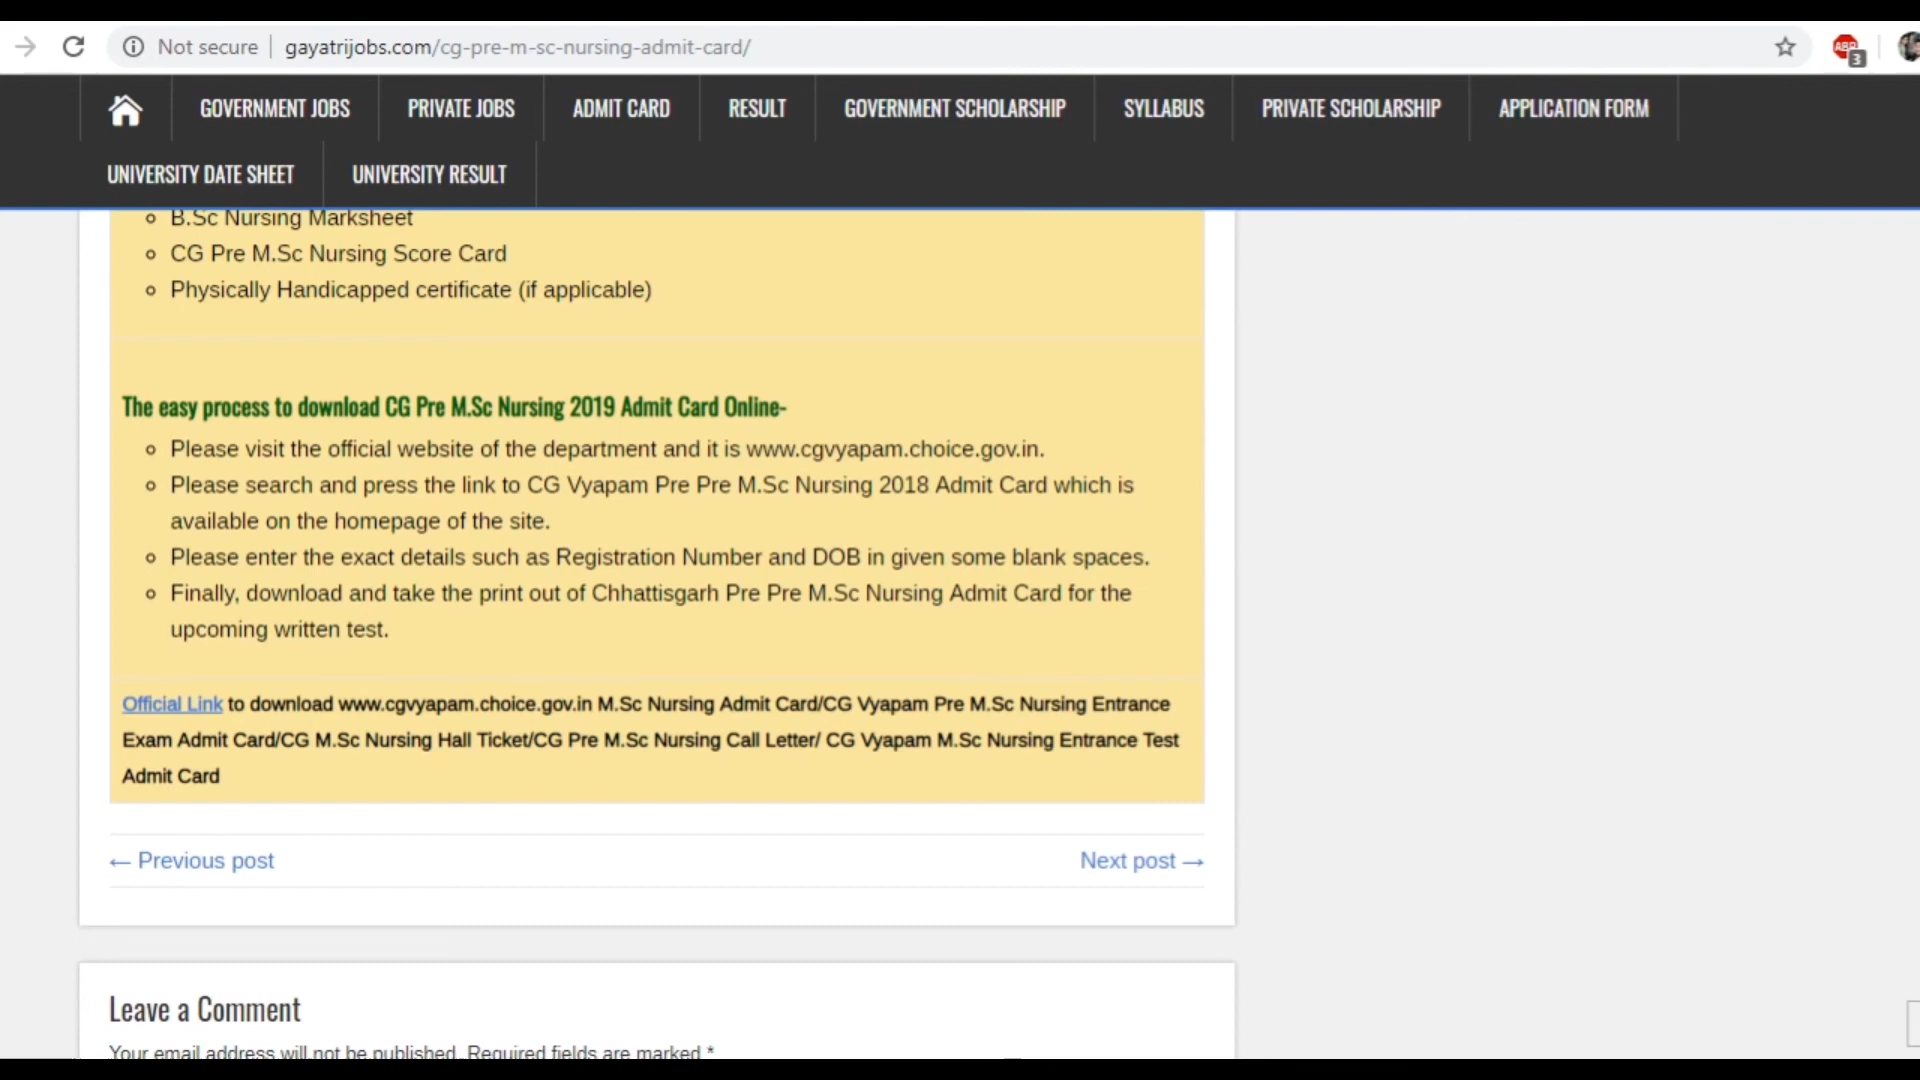 Not secure gayatrijobs.com/cg-pre-m-sc-nursing-admit-card/
ABP 3
GOVERNMENT JOBS PRIVATE JOBS ADMIT CARD RESULT GOVERNMENT SCHOLARSHIP SYLLABUS PRIVATE SCHOLARSHIP APPLICATION FORM
UNIVERSITY DATE SHEET UNIVERSITY RESULT
B.Sc Nursing Marksheet
CG Pre M.Sc Nursing Score Card
Physically Handicapped certificate (if applicable)
The easy process to download CG Pre M.Sc Nursing 2019 Admit Card Online-
Please visit the official website of the department and it is www.cgvyapam.choice.gov.in.
Please search and press the link to CG Vyapam Pre Pre M.Sc Nursing 2018 Admit Card which is
available on the homepage of the site.
Please enter the exact details such as Registration Number and DOB in given some blank spaces.
Finally, download and take the print out of Chhattisgarh Pre Pre M.Sc Nursing Admit Card for the
upcoming written test.
Official Link to download www.cgvyapam.choice.gov.in M.Sc Nursing Admit Card/CG Vyapam Pre M.Sc Nursing Entrance
Exam Admit Card/CG M.Sc Nursing Hall Ticket/CG Pre M.Sc Nursing Call Letter/ CG Vyapam M.Sc Nursing Entrance Test
Admit Card
← Previous post Next post →
Leave a Comment
Your email address will not be published. Required fields are marked *